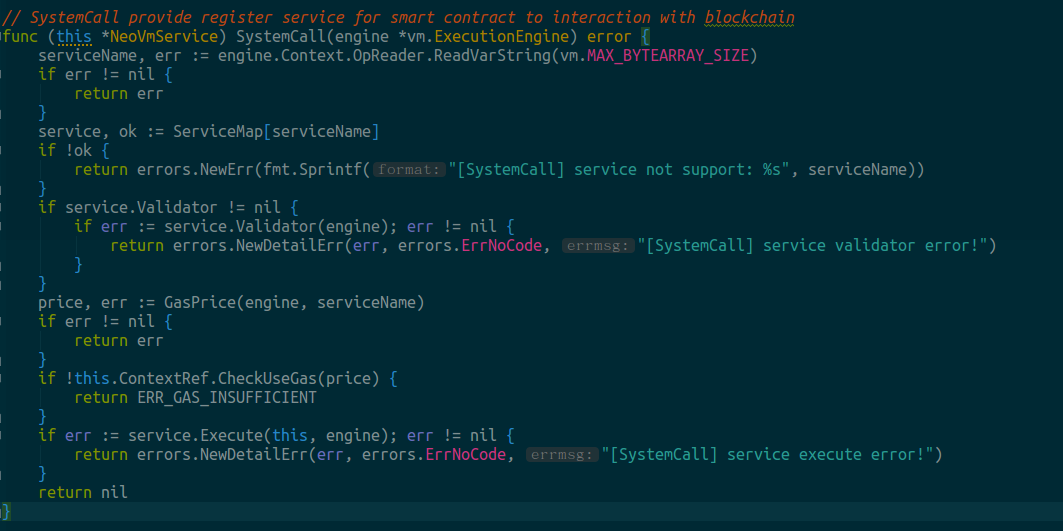 // SystemCall provide register service for smart contract to interaction with blockchain
func (this *NeoVmService) SystemCall(engine *vm.ExecutionEngine) error {
    serviceName, err := engine.Context.OpReader.ReadVarString(vm.MAX_BYTEARRAY_SIZE)
    if err != nil {
        return err
    }
    service, ok := ServiceMap[serviceName]
    if !ok {
        return errors.NewErr(fmt.Sprintf( format: "[SystemCall] service not support: %s", serviceName))
    }
    if service.Validator != nil {
        if err := service.Validator(engine); err != nil {
            return errors.NewDetailErr(err, errors.ErrNoCode, errmsg: "[SystemCall] service validator error!")
        }
    }
    price, err := GasPrice(engine, serviceName)
    if err != nil {
        return err
    }
    if !this.ContextRef.CheckUseGas(price) {
        return ERR_GAS_INSUFFICIENT
    }
    if err := service.Execute(this, engine); err != nil {
        return errors.NewDetailErr(err, errors.ErrNoCode, errmsg: "[SystemCall] service execute error!")
    }
    return nil
}